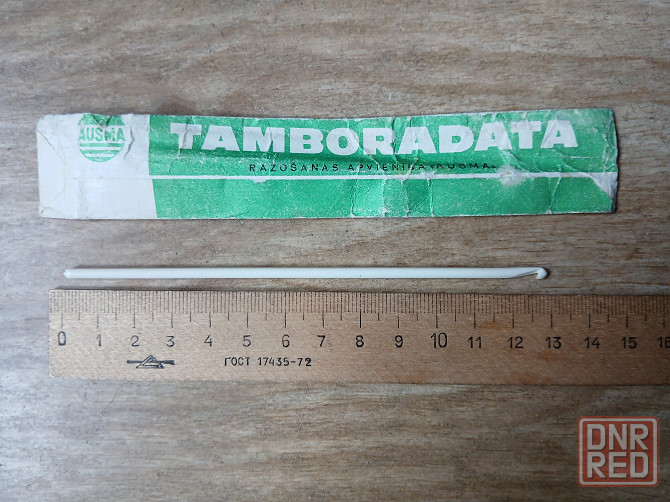 AUSMA
TAMBORADATA
RAŽOŠANAS APVIENĪBA „AUSMA”
0 1 2 3 4 5 6 7 8 9 10 11 12 13 14 15 16
ГОСТ 17435-72
DNR
RED